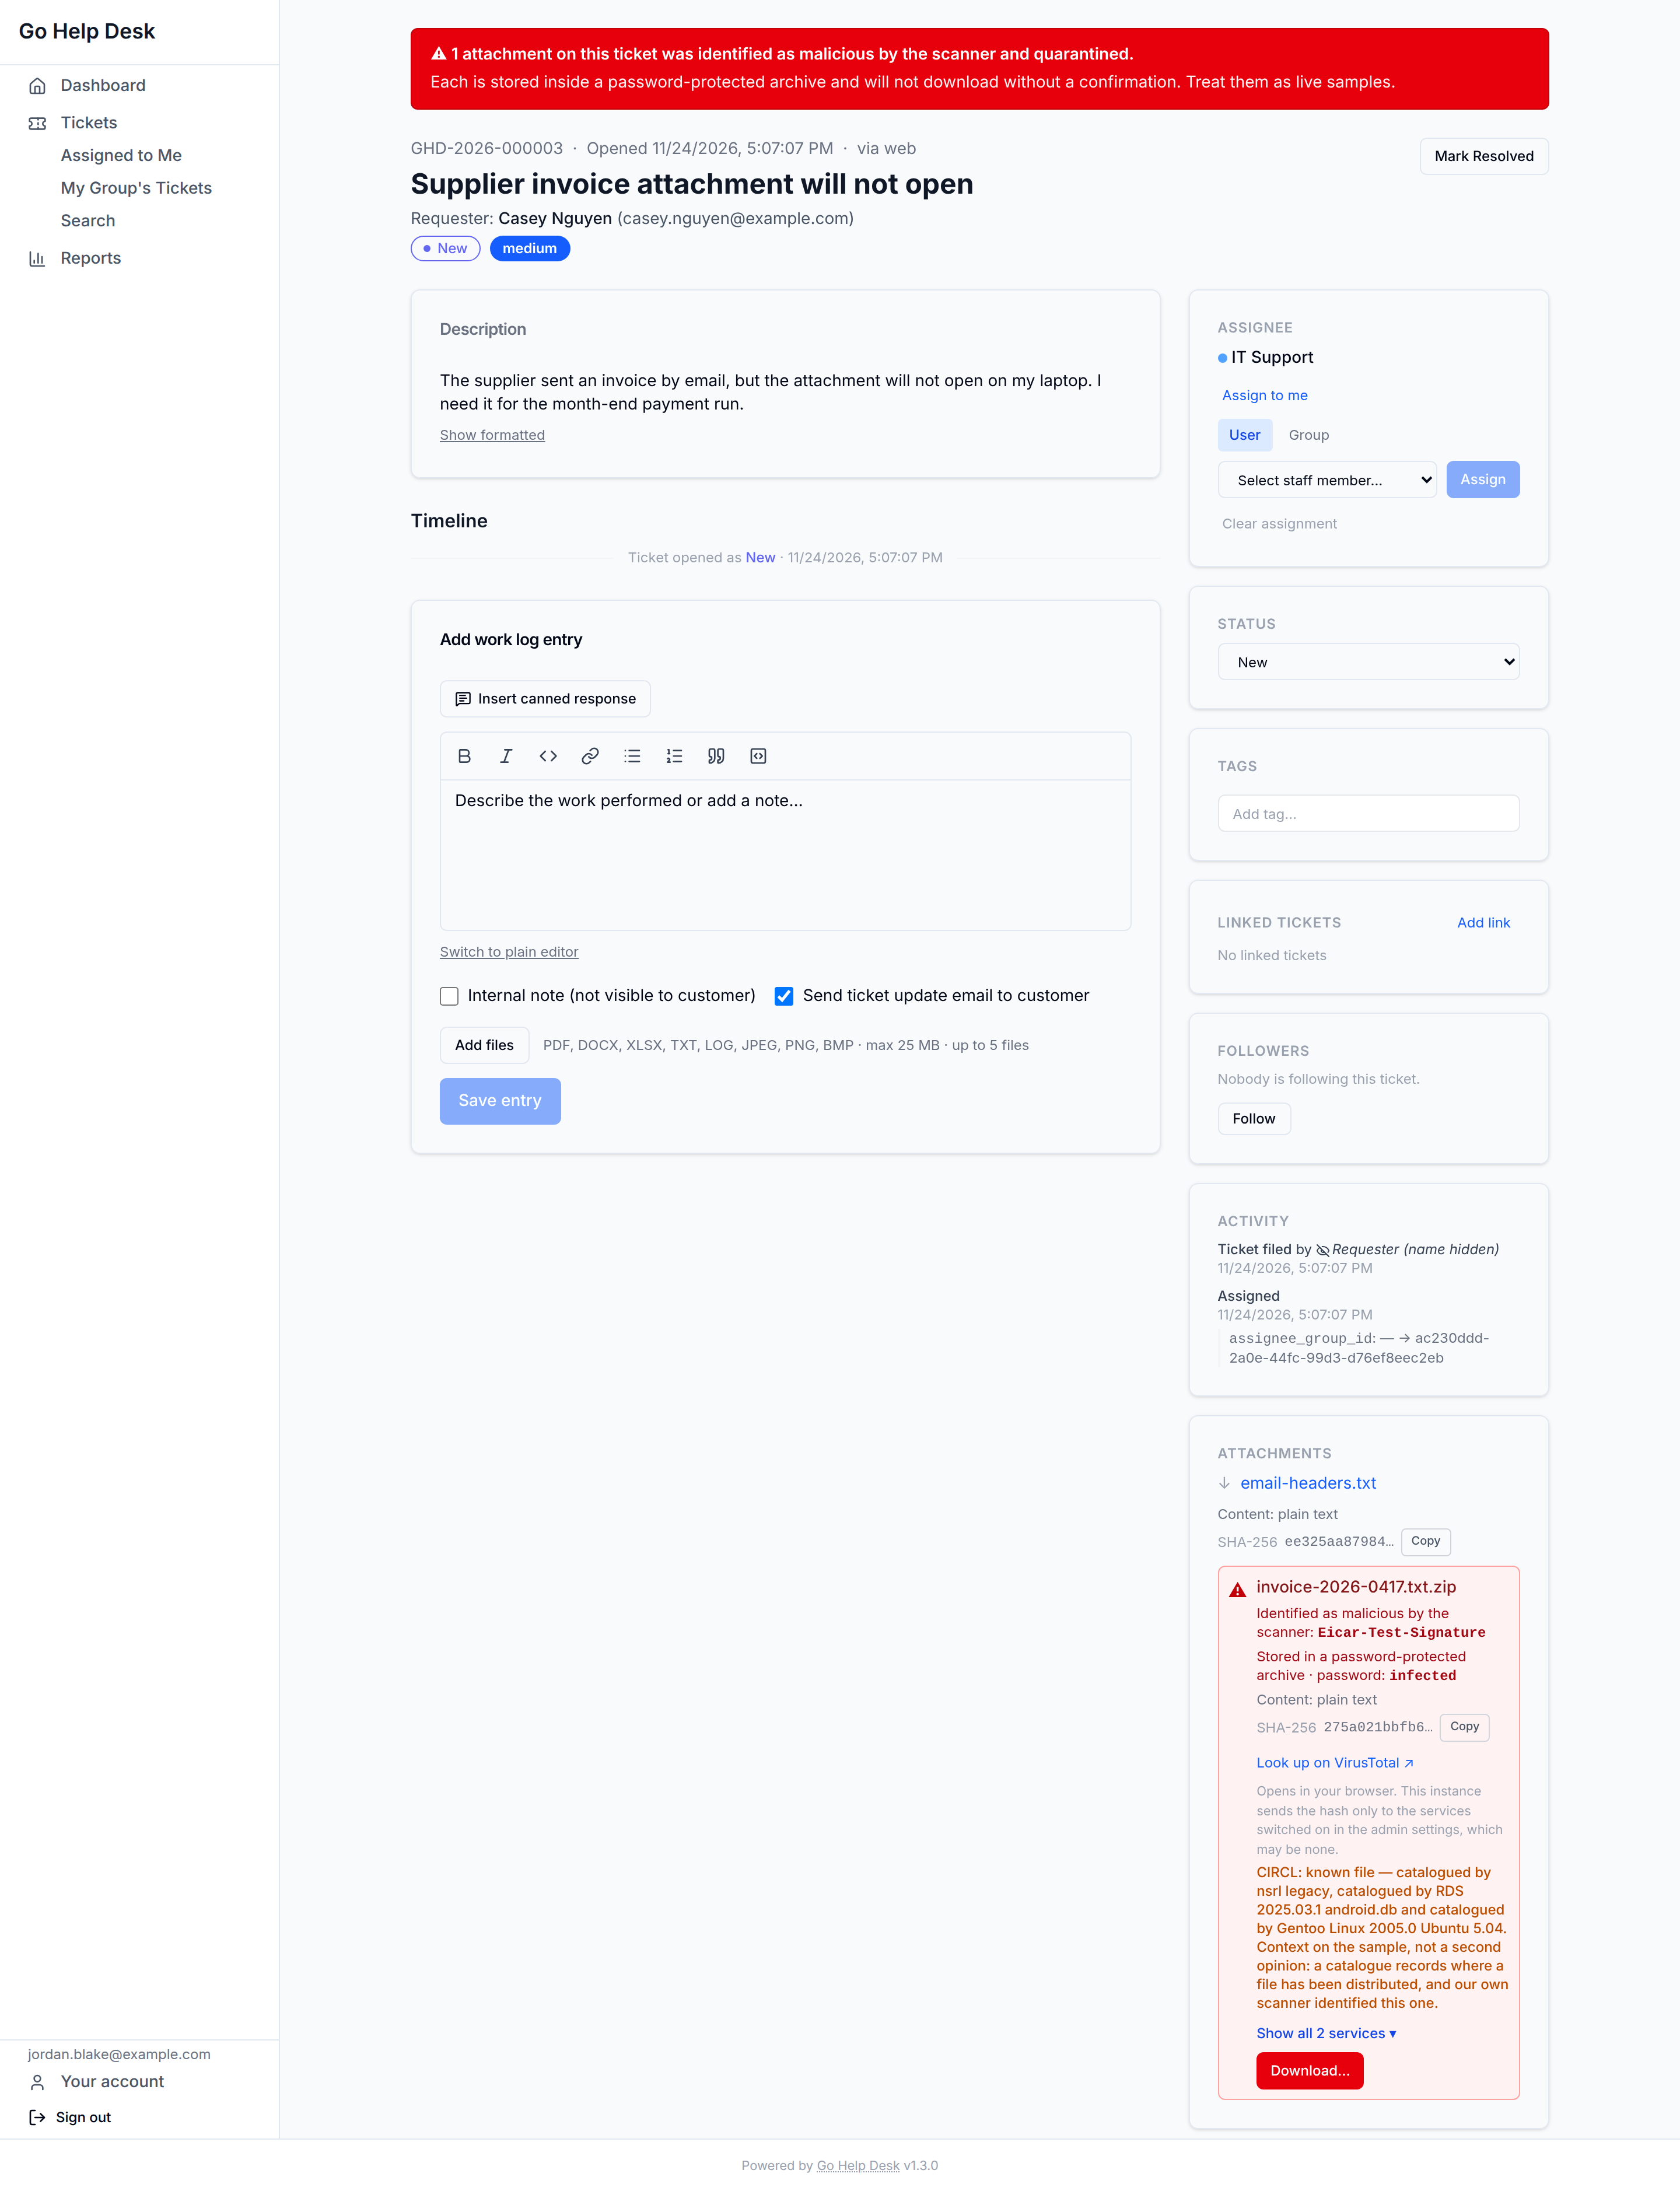 Go Help Desk
Dashboard
Tickets
Assigned to Me
My Group's Tickets
Search
Reports
jordan.blake@example.com
Your account
Sign out
1 attachment on this ticket was identified as malicious by the scanner and quarantined.
Each is stored inside a password-protected archive and will not download without a confirmation. Treat them as live samples.
GHD-2026-000003 · Opened 11/24/2026, 5:07:07 PM · via web
Mark Resolved
Supplier invoice attachment will not open
Requester: Casey Nguyen (casey.nguyen@example.com)
New
medium
Description
The supplier sent an invoice by email, but the attachment will not open on my laptop. I
need it for the month-end payment run.
Show formatted
Timeline
Ticket opened as New · 11/24/2026, 5:07:07 PM
Add work log entry
Insert canned response
Describe the work performed or add a note...
Switch to plain editor
Internal note (not visible to customer)
Send ticket update email to customer
Add files
PDF, DOCX, XLSX, TXT, LOG, JPEG, PNG, BMP · max 25 MB · up to 5 files
Save entry
ASSIGNEE
IT Support
Assign to me
User
Group
Select staff member...
Assign
Clear assignment
STATUS
New
TAGS
Add tag...
LINKED TICKETS
Add link
No linked tickets
FOLLOWERS
Nobody is following this ticket.
Follow
ACTIVITY
Ticket filed by Requester (name hidden)
11/24/2026, 5:07:07 PM
Assigned
11/24/2026, 5:07:07 PM
assignee_group_id: — → ac230ddd-
2a0e-44fc-99d3-d76ef8eec2eb
ATTACHMENTS
↓ email-headers.txt
Content: plain text
SHA-256 ee325aa87984… Copy
invoice-2026-0417.txt.zip
Identified as malicious by the
scanner: Eicar-Test-Signature
Stored in a password-protected
archive · password: infected
Content: plain text
SHA-256 275a021bbfb6… Copy
Look up on VirusTotal ↗
Opens in your browser. This instance
sends the hash only to the services
switched on in the admin settings, which
may be none.
CIRCL: known file — catalogued by
nsrl legacy, catalogued by RDS
2025.03.1 android.db and catalogued
by Gentoo Linux 2005.0 Ubuntu 5.04.
Context on the sample, not a second
opinion: a catalogue records where a
file has been distributed, and our own
scanner identified this one.
Show all 2 services ▾
Download...
Powered by Go Help Desk v1.3.0